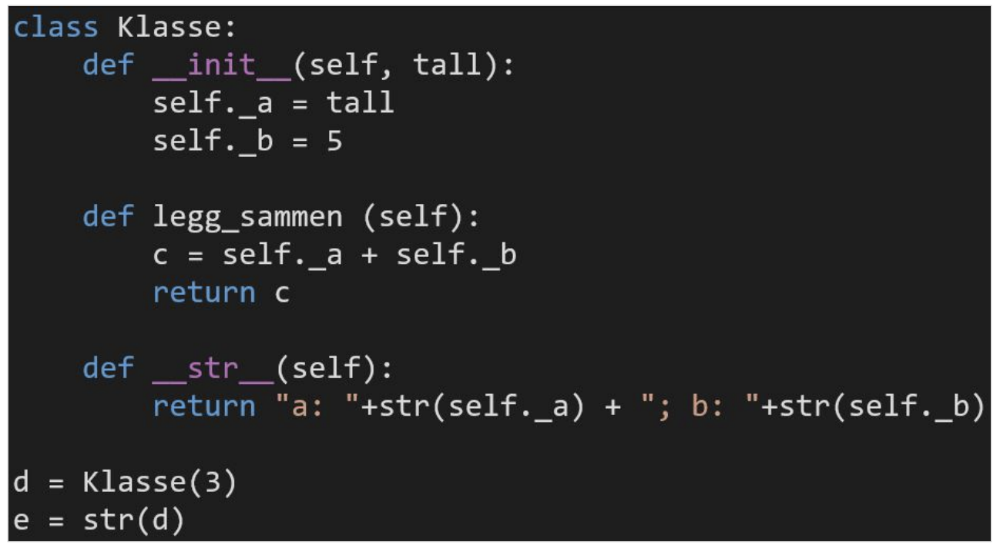 class Klasse:
    def __init__(self, tall):
        self._a = tall
        self._b = 5

    def legg_sammen (self):
        c = self._a + self._b
        return c

    def __str__(self):
        return "a: "+str(self._a) + "; b: "+str(self._b)

d = Klasse(3)
e = str(d)